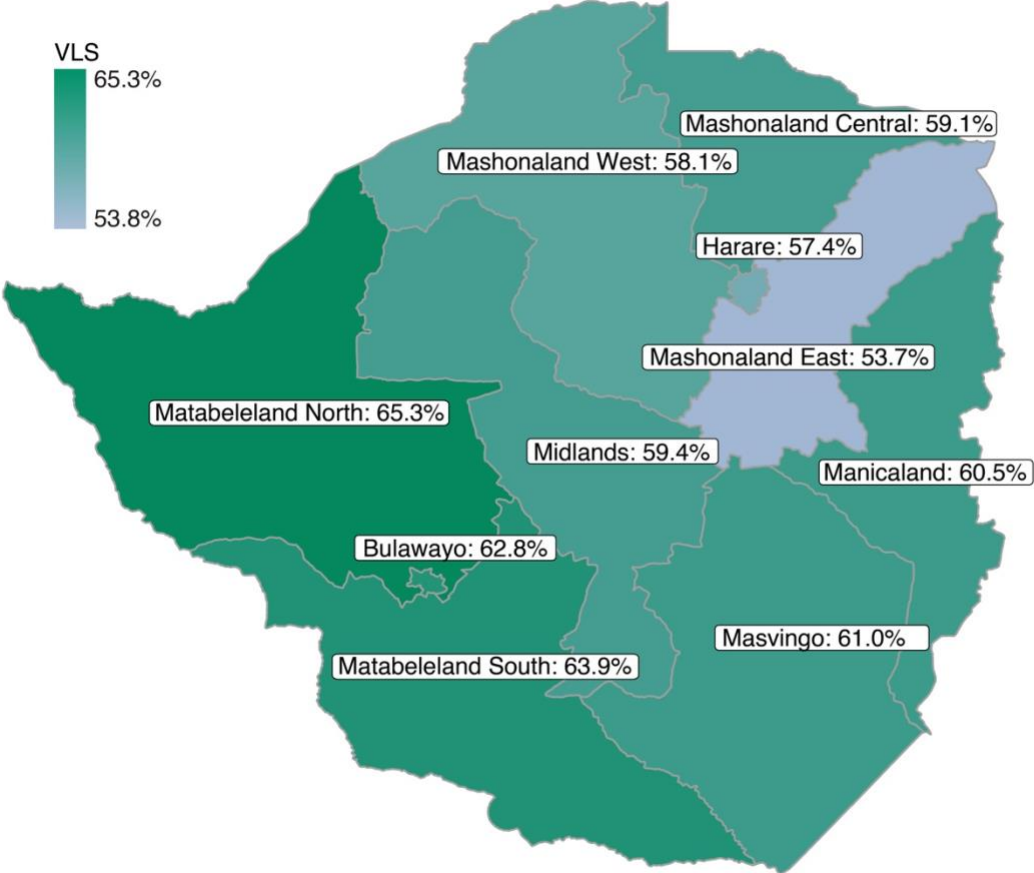 VLS
65.3%
53.8%
Mashonaland Central: 59.1%
Mashonaland West: 58.1%
Harare: 57.4%
Mashonaland East: 53.7%
Matabeleland North: 65.3%
Midlands: 59.4%
Manicaland: 60.5%
Bulawayo: 62.8%
Masvingo: 61.0%
Matabeleland South: 63.9%